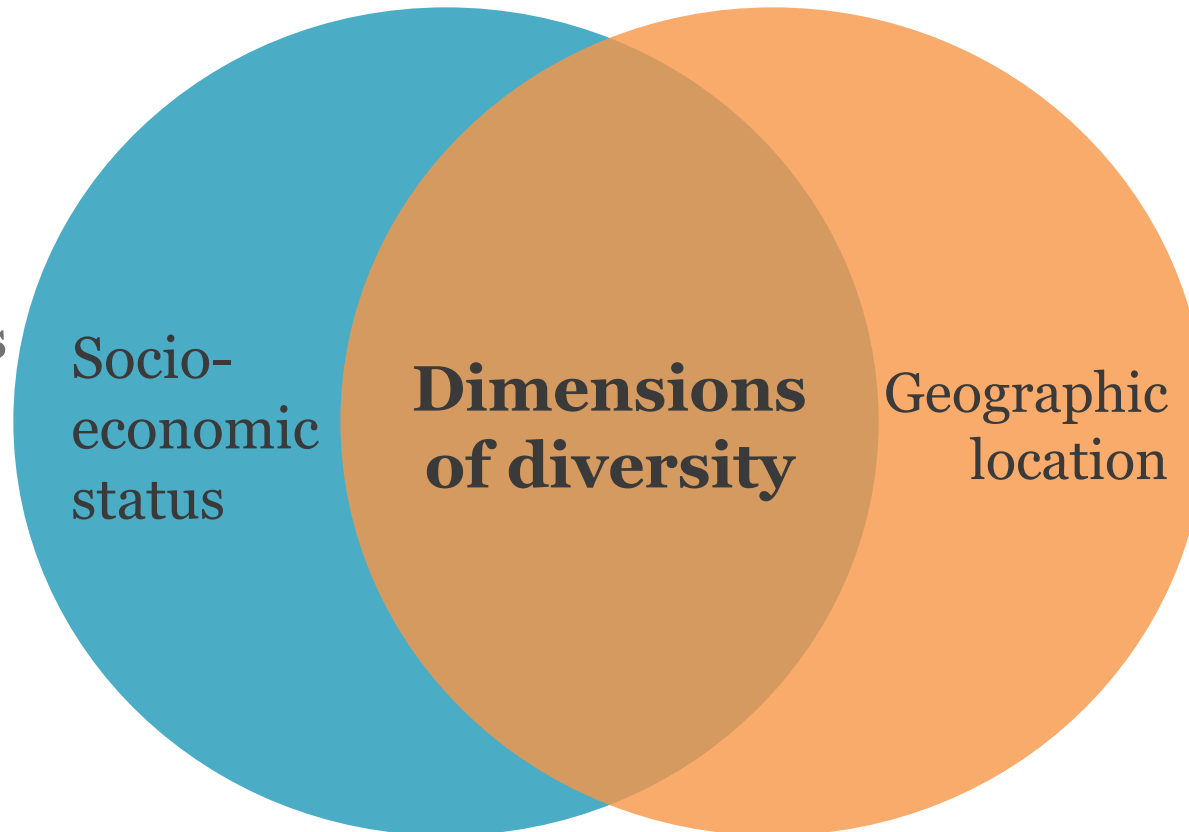 Socio-
economic
status
Dimensions
of diversity
Geographic
location